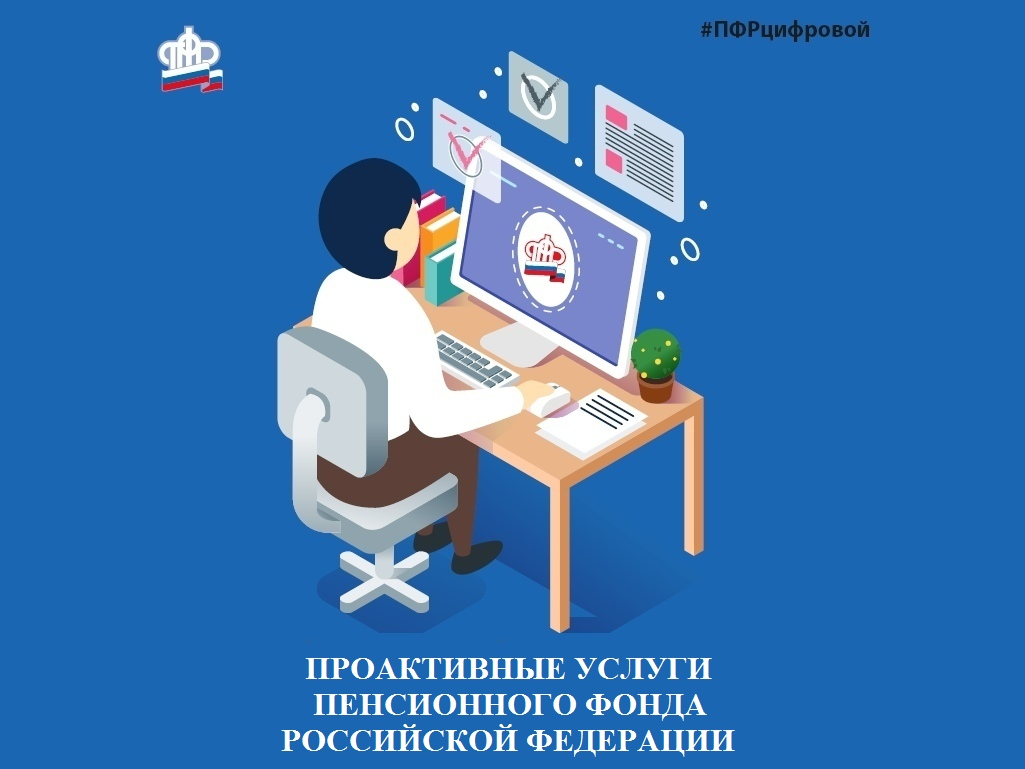 #ПФРцифровой
ПРОАКТИВНЫЕ УСЛУГИ
ПЕНСИОННОГО ФОНДА
РОССИЙСКОЙ ФЕДЕРАЦИИ